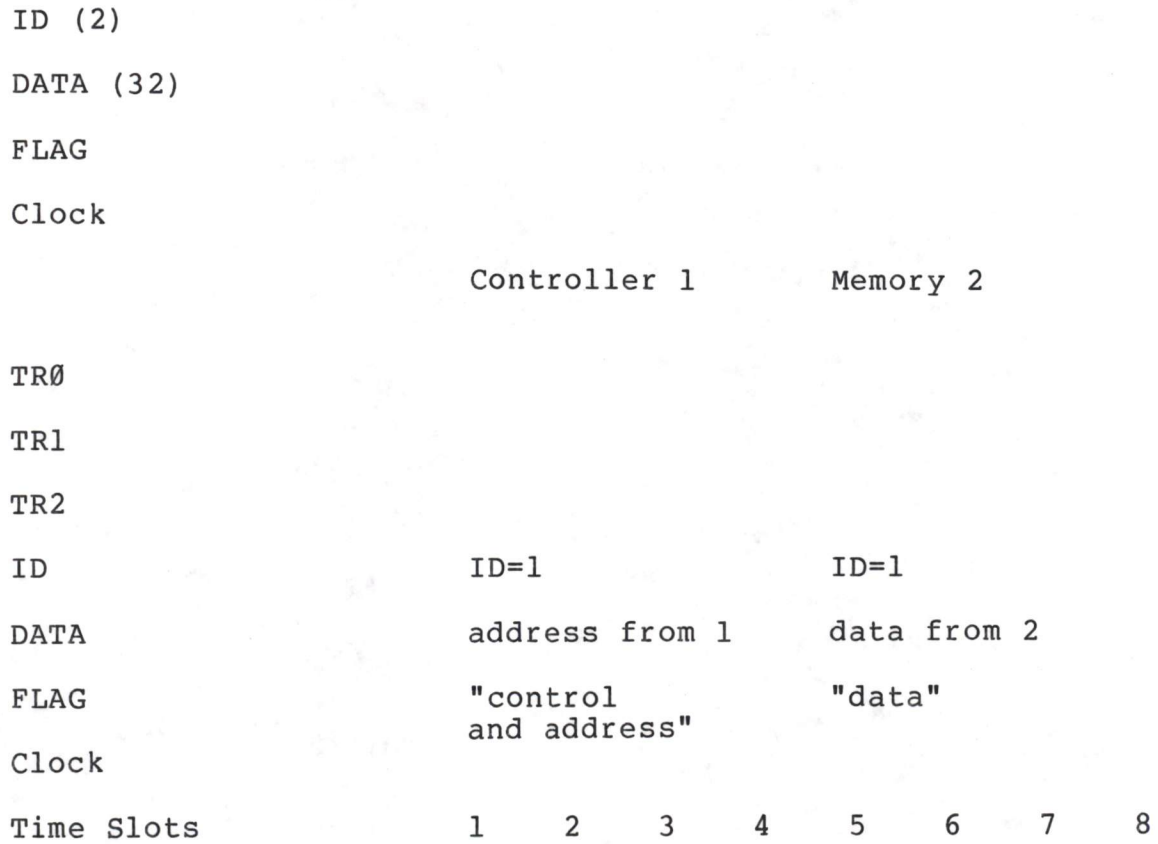 ID (2)
DATA (32)
FLAG
Clock
Controller 1 Memory 2
TRØ
TR1
TR2
ID ID=1 ID=1
DATA address from 1 data from 2
FLAG "control "data"
and address"
Clock
Time Slots 1 2 3 4 5 6 7 8